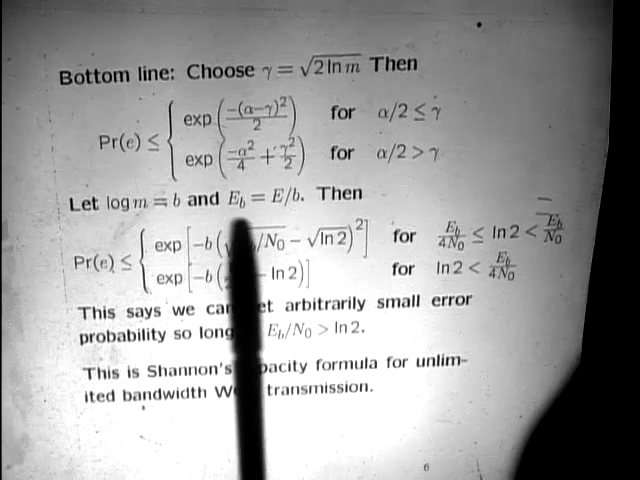 Bottom line: Choose γ = √2 ln m Then
Pr(e) ≤ { exp(-(α-γ)²/2) for α/2 ≤ γ
exp(-α²/4 + γ²/2) for α/2 > γ
Let log m = b and E_b = E/b. Then
Pr(e) ≤ { exp[-b(√ /N₀ - √ln 2)²] for E_b/4N₀ ≤ ln 2 < E_b/N₀
exp[-b( - ln 2)] for ln 2 < E_b/4N₀
This says we can arbitrarily small error
probability so long E_b/N₀ > ln 2.
This is Shannon's formula for unlim-
ited bandwidth transmission.
6